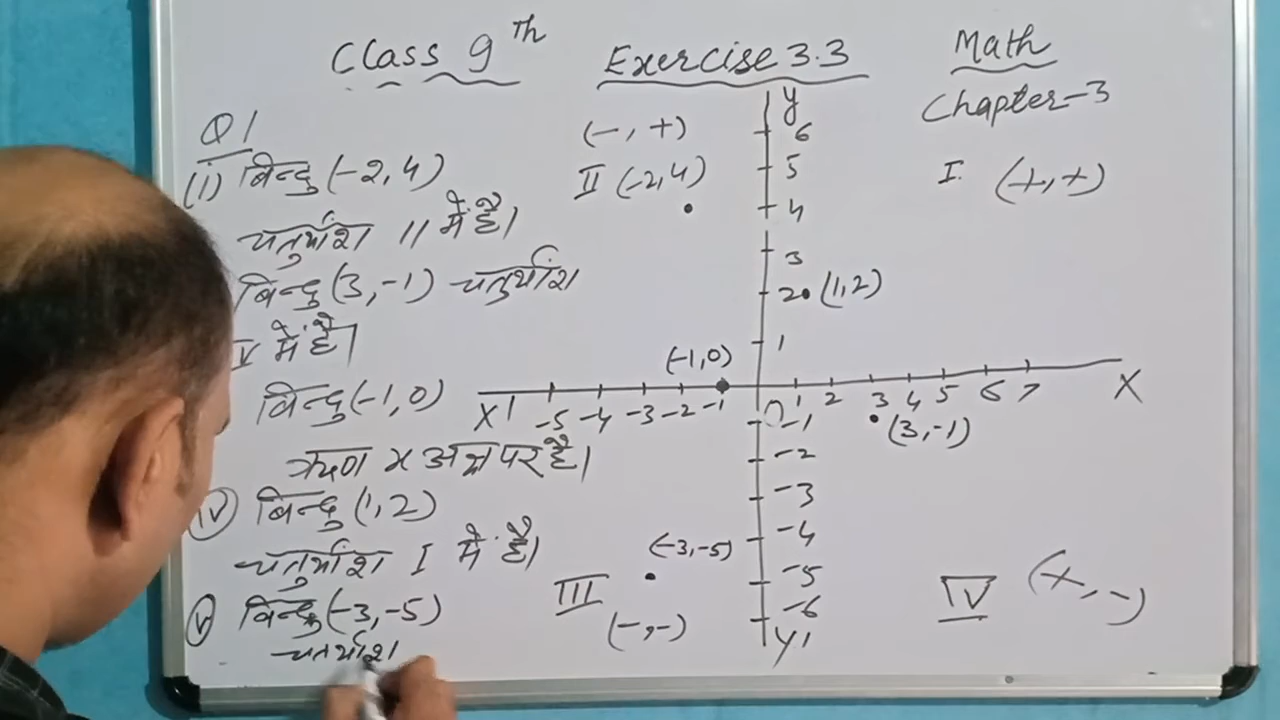 Class 9th
Exercise 3.3
Math
Chapter-3
Q1
(i) बिन्दु (-2,4)
चतुर्थांश II में है।
बिन्दु (3,-1) चतुर्थांश
में है।
बिन्दु (-1,0)
ऋण x अक्ष पर है।
(iv) बिन्दु (1,2)
चतुर्थांश I में है।
(v) बिन्दु (-3,-5)
चतुर्थांश
(-,+)
II (-2,4)
I. (+,+)
y
6
5
4
3
2 (1,2)
1
(-1,0)
X' -5 -4 -3 -2 -1 0 1 2 3 4 5 6 7 X
(3,-1)
-1
-2
-3
-4
-5
-6
y'
(-3,-5)
III
(-,-)
IV (+,-)